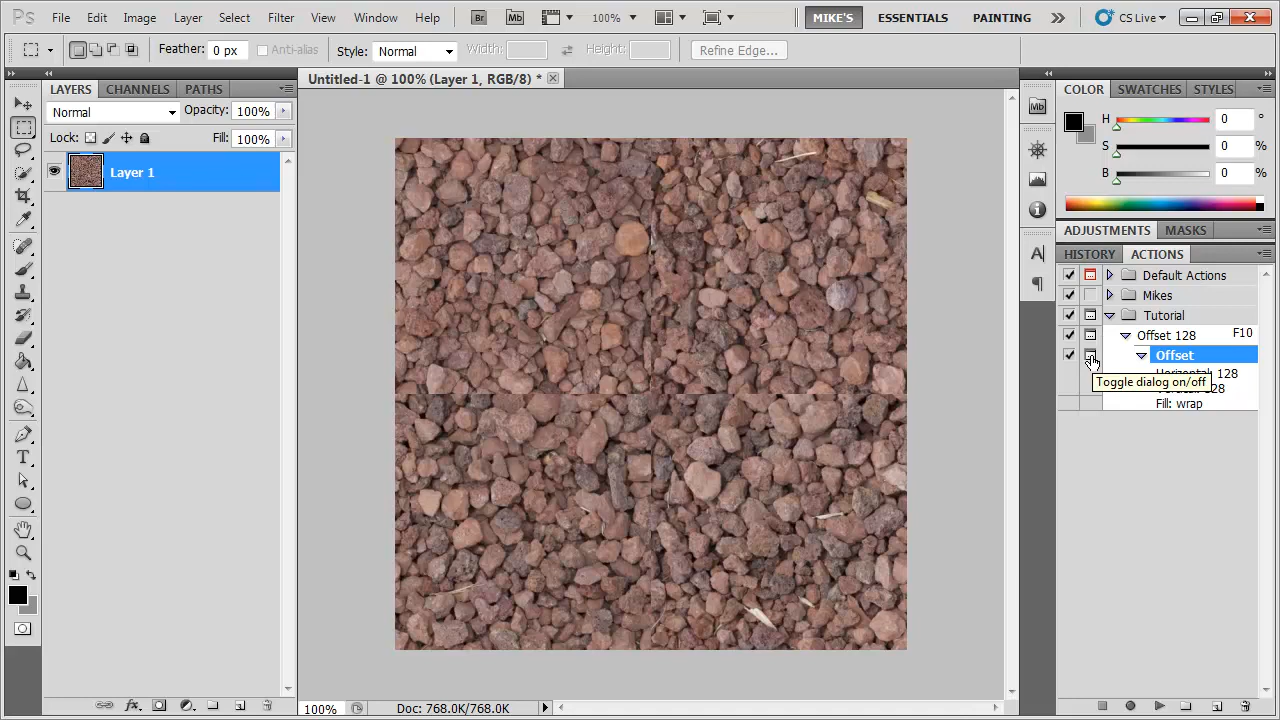 Ps File Edit Image Layer Select Filter View Window Help Br Mb 100% MIKE'S ESSENTIALS PAINTING CS Live
Feather: 0 px Anti-alias Style: Normal Width: Height: Refine Edge...
LAYERS CHANNELS PATHS
Normal Opacity: 100%
Lock: Fill: 100%
Layer 1
Untitled-1 @ 100% (Layer 1, RGB/8) *
100% Doc: 768.0K/768.0K
Mb
COLOR SWATCHES STYLES
H 0 °
S 0 %
B 0 %
ADJUSTMENTS MASKS
HISTORY ACTIONS
Default Actions
Mikes
Tutorial
Offset 128 F10
Offset
128
Toggle dialog on/off
28
Fill: wrap